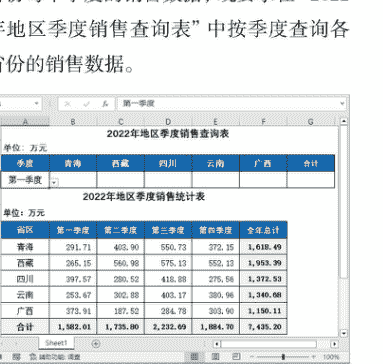 年地区季度销售查询表”中按季度查询各
省份的销售数据。
第一季度
A B C D E F G
2022年地区季度销售查询表
单位：万元
季度 青海 西藏 四川 云南 广西 合计
第一季度
2022年地区季度销售统计表
单位：万元
省区 第一季度 第二季度 第三季度 第四季度 全年总计
青海 291.71 403.90 550.73 372.15 1,618.49
西藏 265.15 560.98 575.13 552.13 1,953.39
四川 397.57 280.52 418.88 275.56 1,372.53
云南 253.67 302.88 403.17 380.96 1,340.68
广西 373.91 187.52 284.78 303.90 1,150.11
合计 1,582.01 1,735.80 2,232.69 1,884.70 7,435.20
Sheet1
辅助功能: 调查 100%